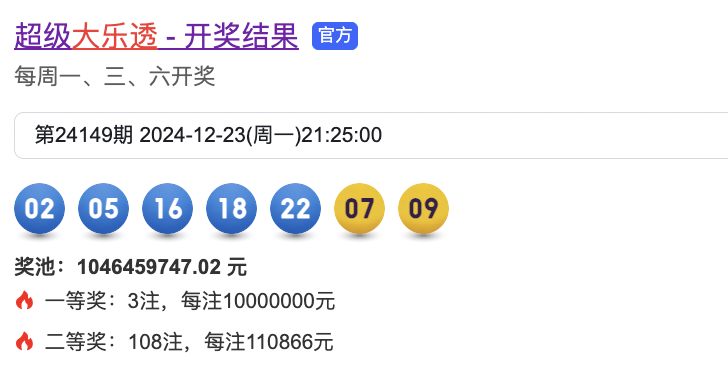 超级大乐透 - 开奖结果 官方
每周一、三、六开奖
第24149期 2024-12-23(周一)21:25:00
02 05 16 18 22 07 09
奖池：1046459747.02 元
一等奖：3注，每注10000000元
二等奖：108注，每注110866元